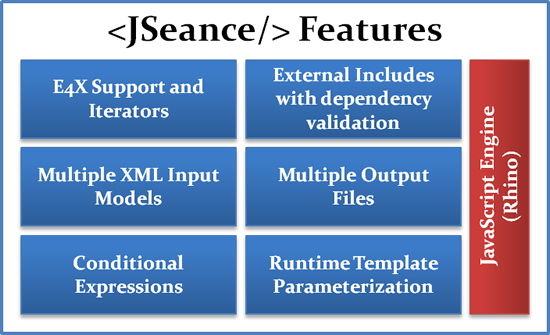 <JSeance/> Features
E4X Support and
Iterators
External Includes
with dependency
validation
Multiple XML Input
Models
Multiple Output
Files
Conditional
Expressions
Runtime Template
Parameterization
JavaScript Engine
(Rhino)